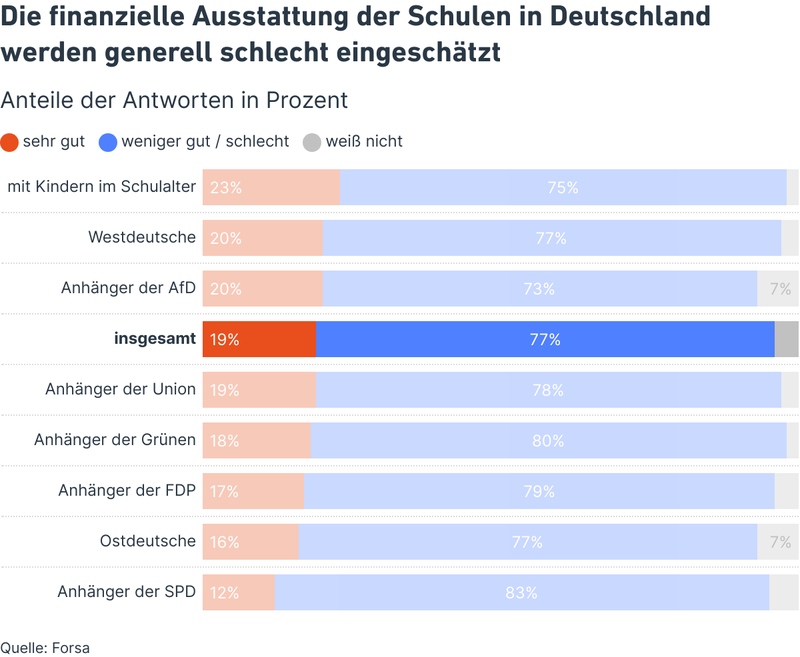 Die finanzielle Ausstattung der Schulen in Deutschland
werden generell schlecht eingeschätzt
Anteile der Antworten in Prozent
sehr gut weniger gut / schlecht weiß nicht
mit Kindern im Schulalter 23% 75%
Westdeutsche 20% 77%
Anhänger der AfD 20% 73% 7%
insgesamt 19% 77%
Anhänger der Union 19% 78%
Anhänger der Grünen 18% 80%
Anhänger der FDP 17% 79%
Ostdeutsche 16% 77% 7%
Anhänger der SPD 12% 83%
Quelle: Forsa